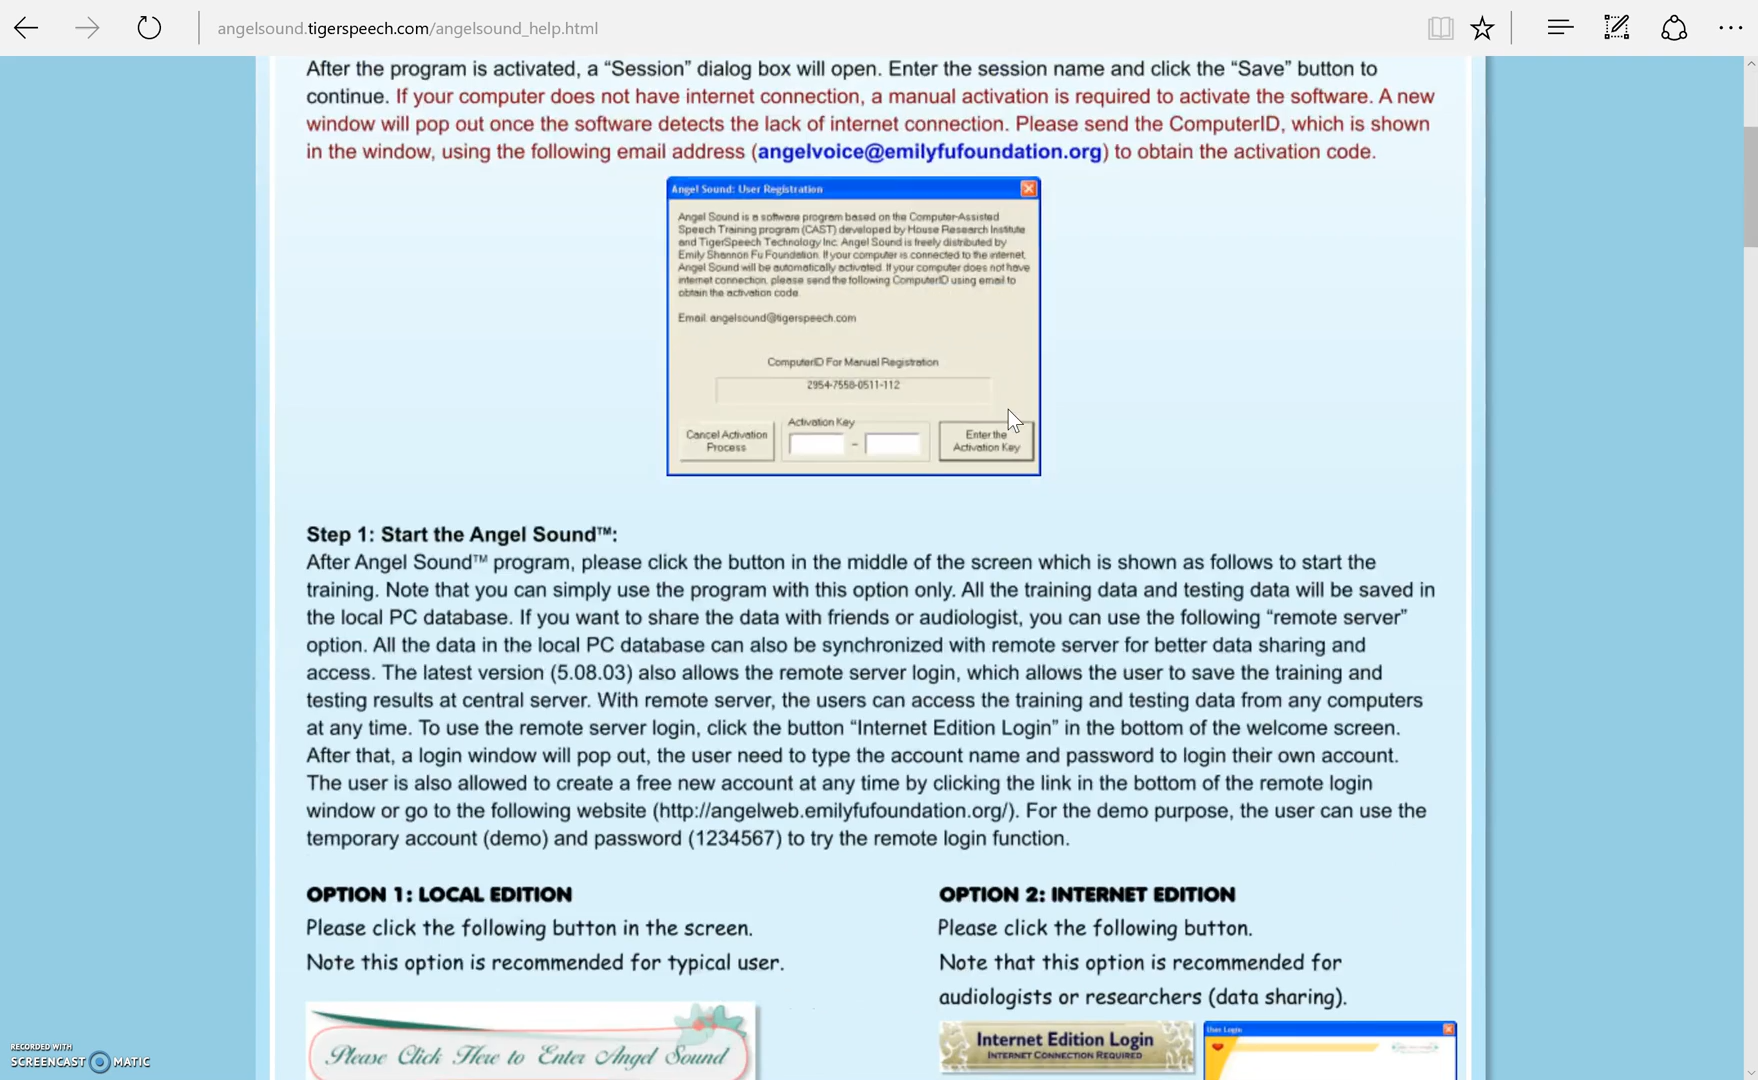 angelsound.tigerspeech.com/angelsound_help.html
After the program is activated, a “Session” dialog box will open. Enter the session name and click the “Save” button to
continue. If your computer does not have internet connection, a manual activation is required to activate the software. A new
window will pop out once the software detects the lack of internet connection. Please send the ComputerID, which is shown
in the window, using the following email address (angelvoice@emilyfufoundation.org) to obtain the activation code.
Angel Sound: User Registration
Angel Sound is a software program based on the Computer-Assisted
Speech Training program (CAST) developed by House Research Institute
and TigerSpeech Technology Inc. Angel Sound is freely distributed by
Emily Shannon Fu Foundation. If your computer is connected to the internet,
Angel Sound will be automatically activated. If your computer does not have
internet connection, please send the following ComputerID using email to
obtain the activation code.
Email: angelsound@tigerspeech.com
ComputerID For Manual Registration
2954-7558-0511-112
Cancel Activation
Process
Activation Key
-
Enter the
Activation Key
Step 1: Start the Angel Sound™:
After Angel Sound™ program, please click the button in the middle of the screen which is shown as follows to start the
training. Note that you can simply use the program with this option only. All the training data and testing data will be saved in
the local PC database. If you want to share the data with friends or audiologist, you can use the following “remote server”
option. All the data in the local PC database can also be synchronized with remote server for better data sharing and
access. The latest version (5.08.03) also allows the remote server login, which allows the user to save the training and
testing results at central server. With remote server, the users can access the training and testing data from any computers
at any time. To use the remote server login, click the button “Internet Edition Login” in the bottom of the welcome screen.
After that, a login window will pop out, the user need to type the account name and password to login their own account.
The user is also allowed to create a free new account at any time by clicking the link in the bottom of the remote login
window or go to the following website (http://angelweb.emilyfufoundation.org/). For the demo purpose, the user can use the
temporary account (demo) and password (1234567) to try the remote login function.
OPTION 1: LOCAL EDITION
Please click the following button in the screen.
Note this option is recommended for typical user.
Please Click Here to Enter Angel Sound
OPTION 2: INTERNET EDITION
Please click the following button.
Note that this option is recommended for
audiologists or researchers (data sharing).
Internet Edition Login
INTERNET CONNECTION REQUIRED
User Login
RECORDED WITH
SCREENCAST MATIC